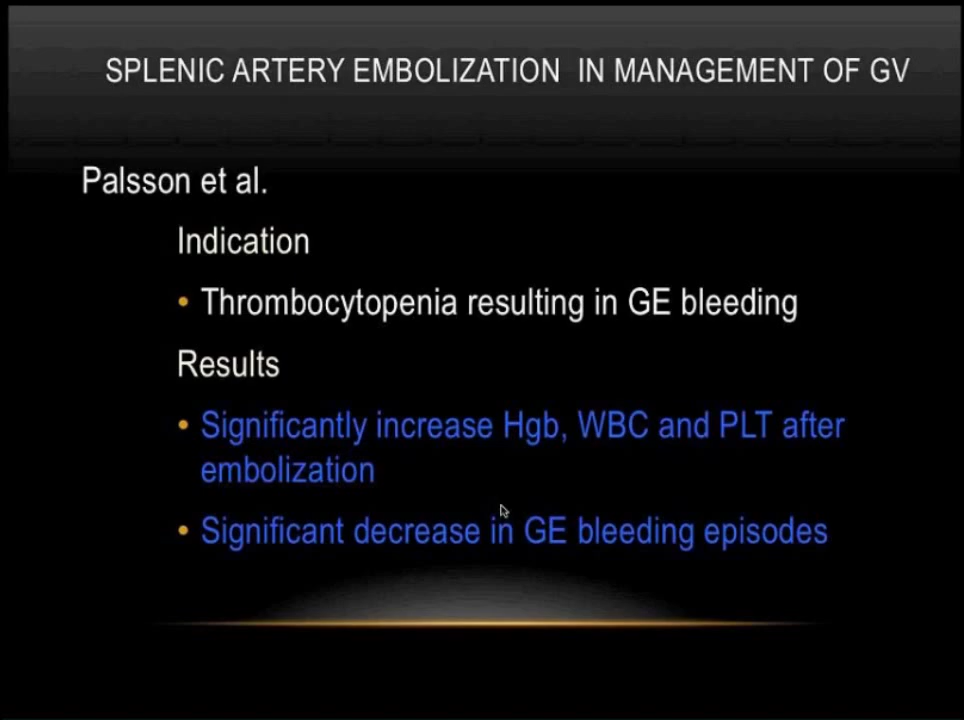 SPLENIC ARTERY EMBOLIZATION IN MANAGEMENT OF GV
Palsson et al.
Indication
• Thrombocytopenia resulting in GE bleeding
Results
• Significantly increase Hgb, WBC and PLT after
embolization
• Significant decrease in GE bleeding episodes